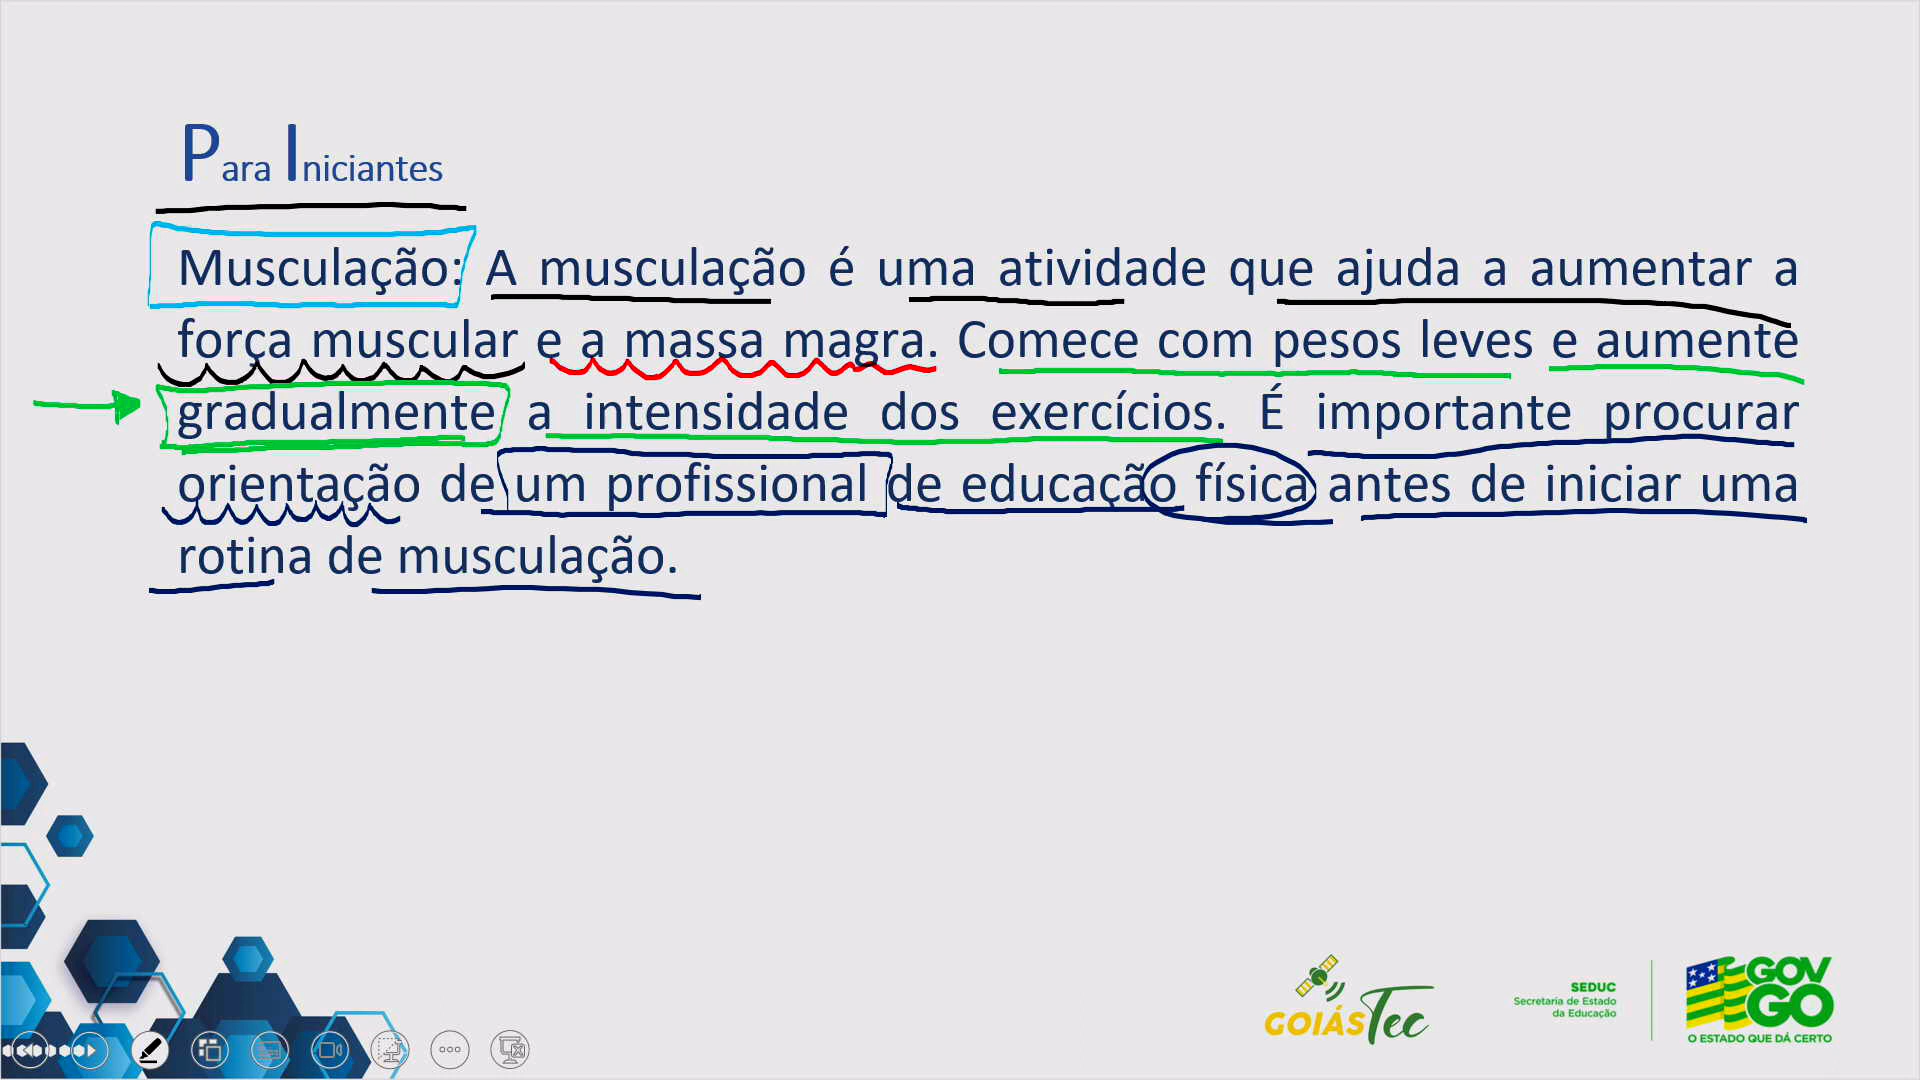 Para Iniciantes
Musculação: A musculação é uma atividade que ajuda a aumentar a
força muscular e a massa magra. Comece com pesos leves e aumente
gradualmente a intensidade dos exercícios. É importante procurar
orientação de um profissional de educação física antes de iniciar uma
rotina de musculação.
GOIÁSTec
SEDUC
Secretaria de Estado
da Educação
GOV
GO
O ESTADO QUE DÁ CERTO